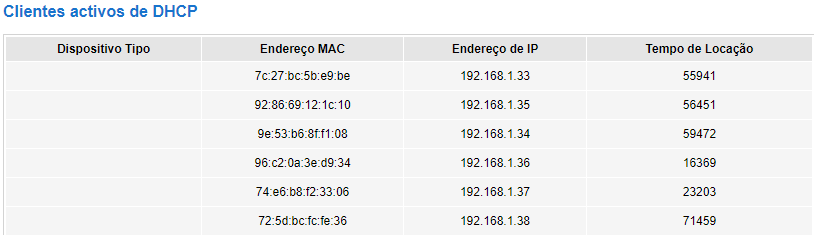 Clientes activos de DHCP
Dispositivo Tipo Endereço MAC Endereço de IP Tempo de Locação
7c:27:bc:5b:e9:be 192.168.1.33 55941
92:86:69:12:1c:10 192.168.1.35 56451
9e:53:b6:8f:f1:08 192.168.1.34 59472
96:c2:0a:3e:d9:34 192.168.1.36 16369
74:e6:b8:f2:33:06 192.168.1.37 23203
72:5d:bc:fc:fe:36 192.168.1.38 71459